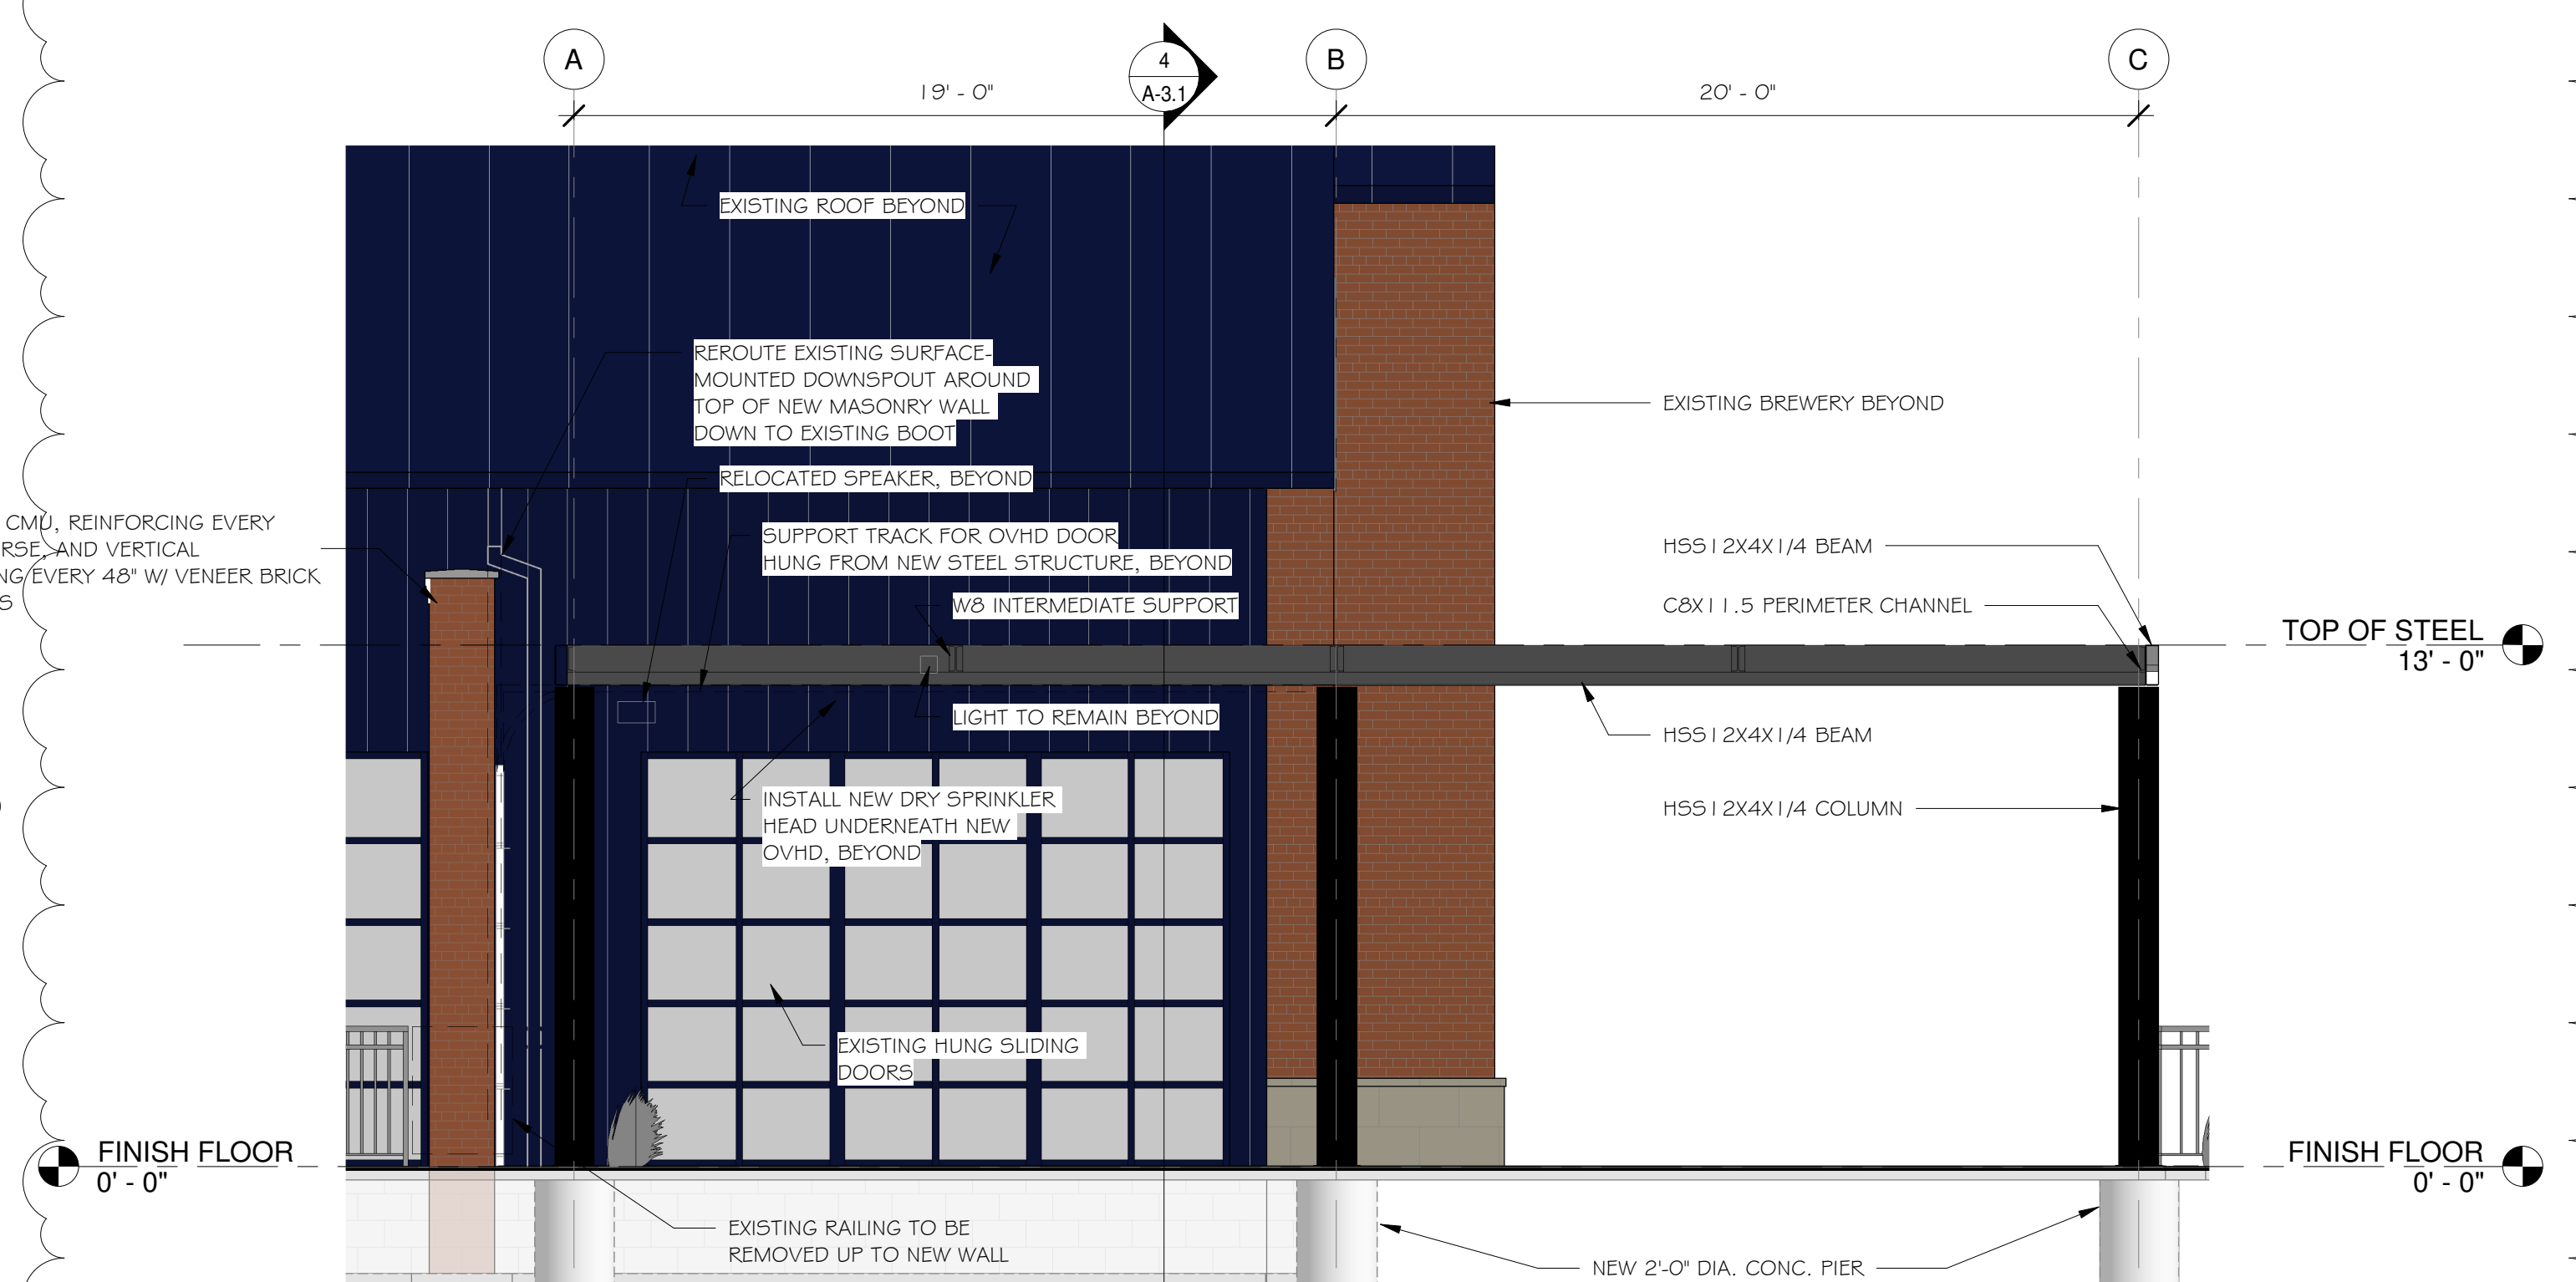 A
4
A-3.1
B
C
19' - 0"
20' - 0"
EXISTING ROOF BEYOND
REROUTE EXISTING SURFACE-
MOUNTED DOWNSPOUT AROUND
TOP OF NEW MASONRY WALL
DOWN TO EXISTING BOOT
EXISTING BREWERY BEYOND
RELOCATED SPEAKER, BEYOND
CMU, REINFORCING EVERY
RSE, AND VERTICAL
NG EVERY 48" W/ VENEER BRICK
S
SUPPORT TRACK FOR OVHD DOOR
HUNG FROM NEW STEEL STRUCTURE, BEYOND
HSS12X4X1/4 BEAM
W8 INTERMEDIATE SUPPORT
C8X11.5 PERIMETER CHANNEL
TOP OF STEEL
13' - 0"
LIGHT TO REMAIN BEYOND
HSS12X4X1/4 BEAM
INSTALL NEW DRY SPRINKLER
HEAD UNDERNEATH NEW
OVHD, BEYOND
HSS12X4X1/4 COLUMN
EXISTING HUNG SLIDING
DOORS
FINISH FLOOR
0' - 0"
FINISH FLOOR
0' - 0"
EXISTING RAILING TO BE
REMOVED UP TO NEW WALL
NEW 2'-0" DIA. CONC. PIER